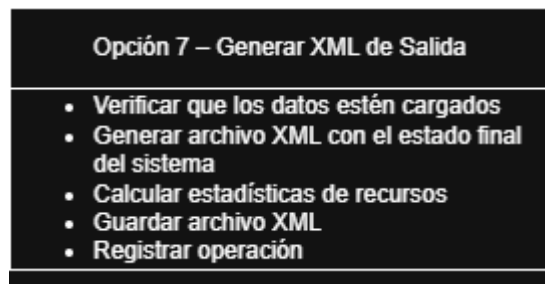 Opción 7 – Generar XML de Salida
• Verificar que los datos estén cargados
• Generar archivo XML con el estado final
del sistema
• Calcular estadísticas de recursos
• Guardar archivo XML
• Registrar operación